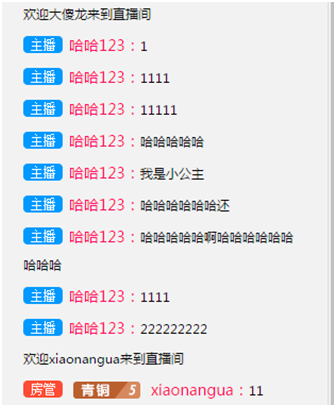 欢迎大傻龙来到直播间
主播 哈哈123：1
主播 哈哈123：1111
主播 哈哈123：11111
主播 哈哈123：哈哈哈哈哈
主播 哈哈123：我是小公主
主播 哈哈123：哈哈哈哈哈哈还
主播 哈哈123：哈哈哈哈哈啊哈哈哈哈哈哈
哈哈哈
主播 哈哈123：1111
主播 哈哈123：222222222
欢迎xiaonangua来到直播间
房管 青铜 5 xiaonangua：11